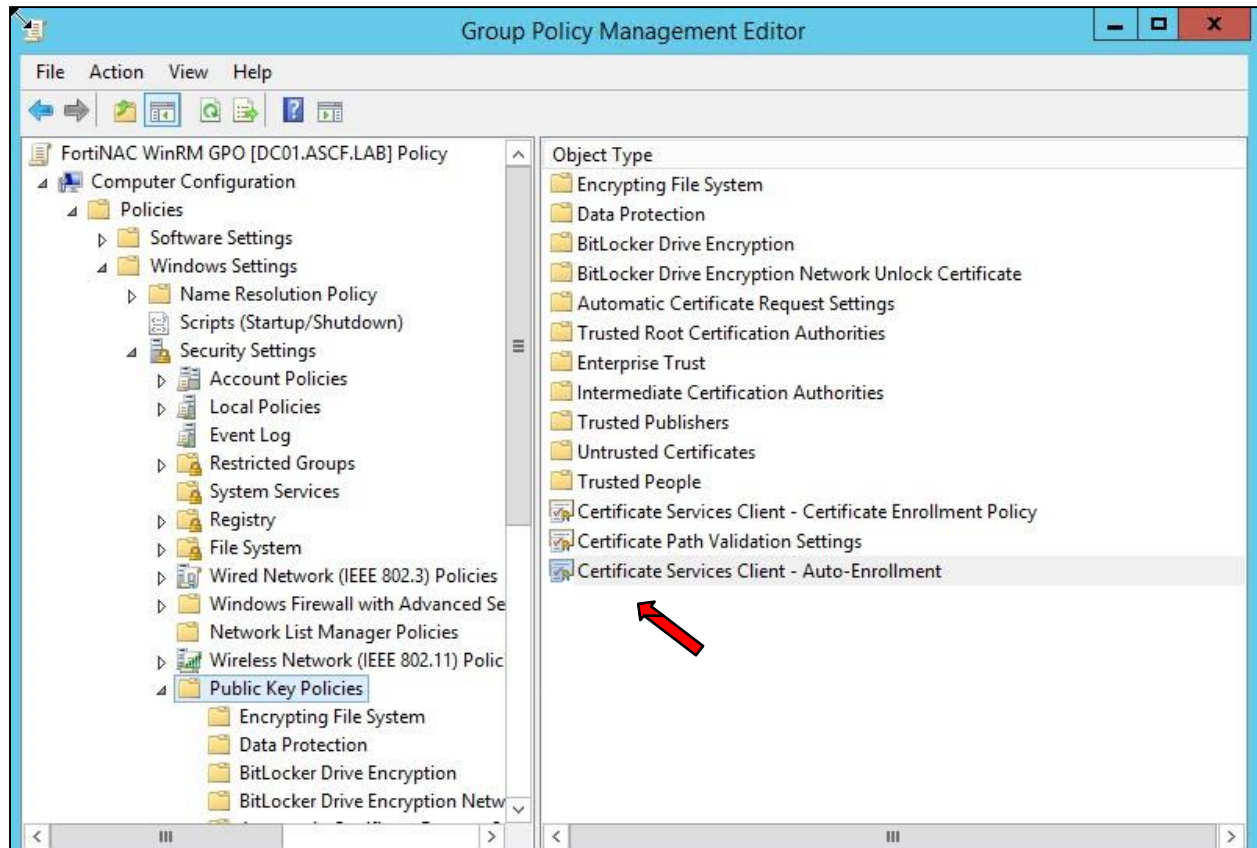 Group Policy Management Editor
File Action View Help
FortiNAC WinRM GPO [DC01.ASCF.LAB] Policy
Computer Configuration
Policies
Software Settings
Windows Settings
Name Resolution Policy
Scripts (Startup/Shutdown)
Security Settings
Account Policies
Local Policies
Event Log
Restricted Groups
System Services
Registry
File System
Wired Network (IEEE 802.3) Policies
Windows Firewall with Advanced Se
Network List Manager Policies
Wireless Network (IEEE 802.11) Polic
Public Key Policies
Encrypting File System
Data Protection
BitLocker Drive Encryption
BitLocker Drive Encryption Netw
Object Type
Encrypting File System
Data Protection
BitLocker Drive Encryption
BitLocker Drive Encryption Network Unlock Certificate
Automatic Certificate Request Settings
Trusted Root Certification Authorities
Enterprise Trust
Intermediate Certification Authorities
Trusted Publishers
Untrusted Certificates
Trusted People
Certificate Services Client - Certificate Enrollment Policy
Certificate Path Validation Settings
Certificate Services Client - Auto-Enrollment